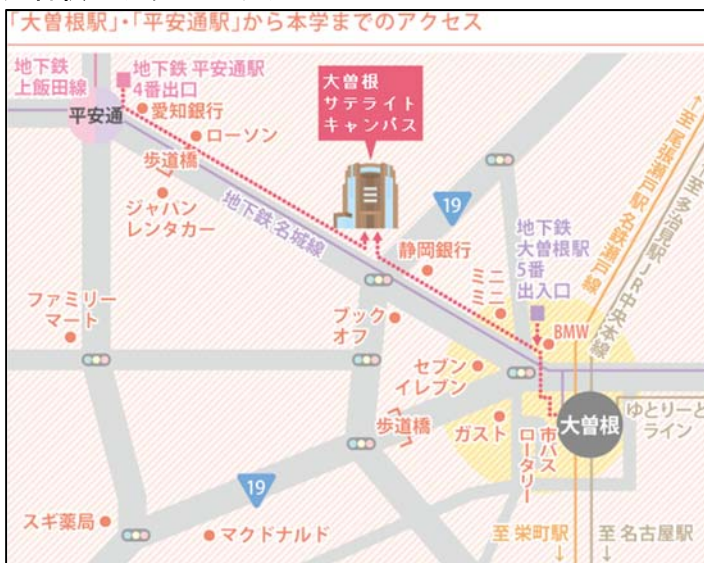 「大曽根駅」・「平安通駅」から本学までのアクセス
地下鉄
上飯田線
地下鉄 平安通駅
4番出口
平安通
愛知銀行
ローソン
歩道橋
ジャパン
レンタカー
地下鉄 名城線
大曽根
サテライト
キャンパス
19
静岡銀行
地下鉄
大曽根駅
5番
出入口
ミニ
ミニ
BMW
↑至 尾張瀬戸駅 名鉄瀬戸線
↑至 多治見駅 JR中央本線
ファミリー
マート
ブック
オフ
セブン
イレブン
歩道橋
ガスト
市バス
ロータリー
大曽根
ゆとりーと
ライン
19
スギ薬局
マクドナルド
至 栄町駅
↓
至 名古屋駅
↓